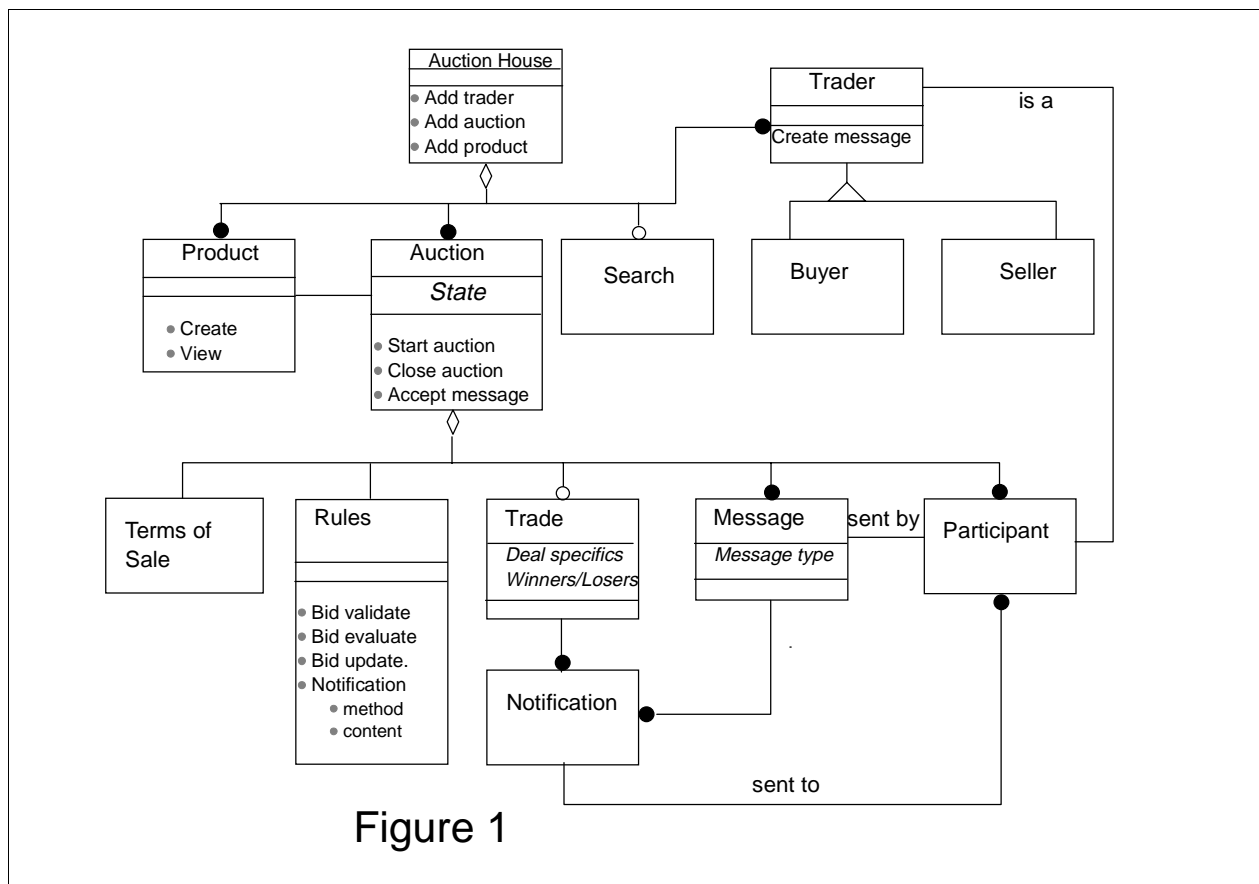 Auction House
Add trader
Add auction
Add product
Trader
Create message
is a
Product
Create
View
Auction
State
Start auction
Close auction
Accept message
Search
Buyer
Seller
Terms of
Sale
Rules
Bid validate
Bid evaluate
Bid update.
Notification
method
content
Trade
Deal specifics
Winners/Losers
Message
Message type
sent by
Participant
Notification
sent to
Figure 1